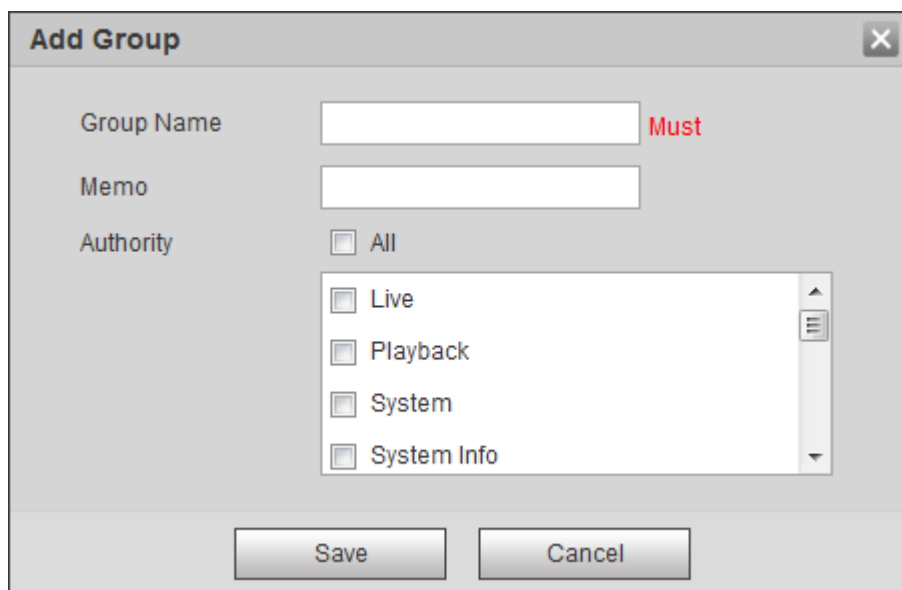 Add Group
Group Name Must
Memo
Authority All
Live
Playback
System
System Info
Save Cancel